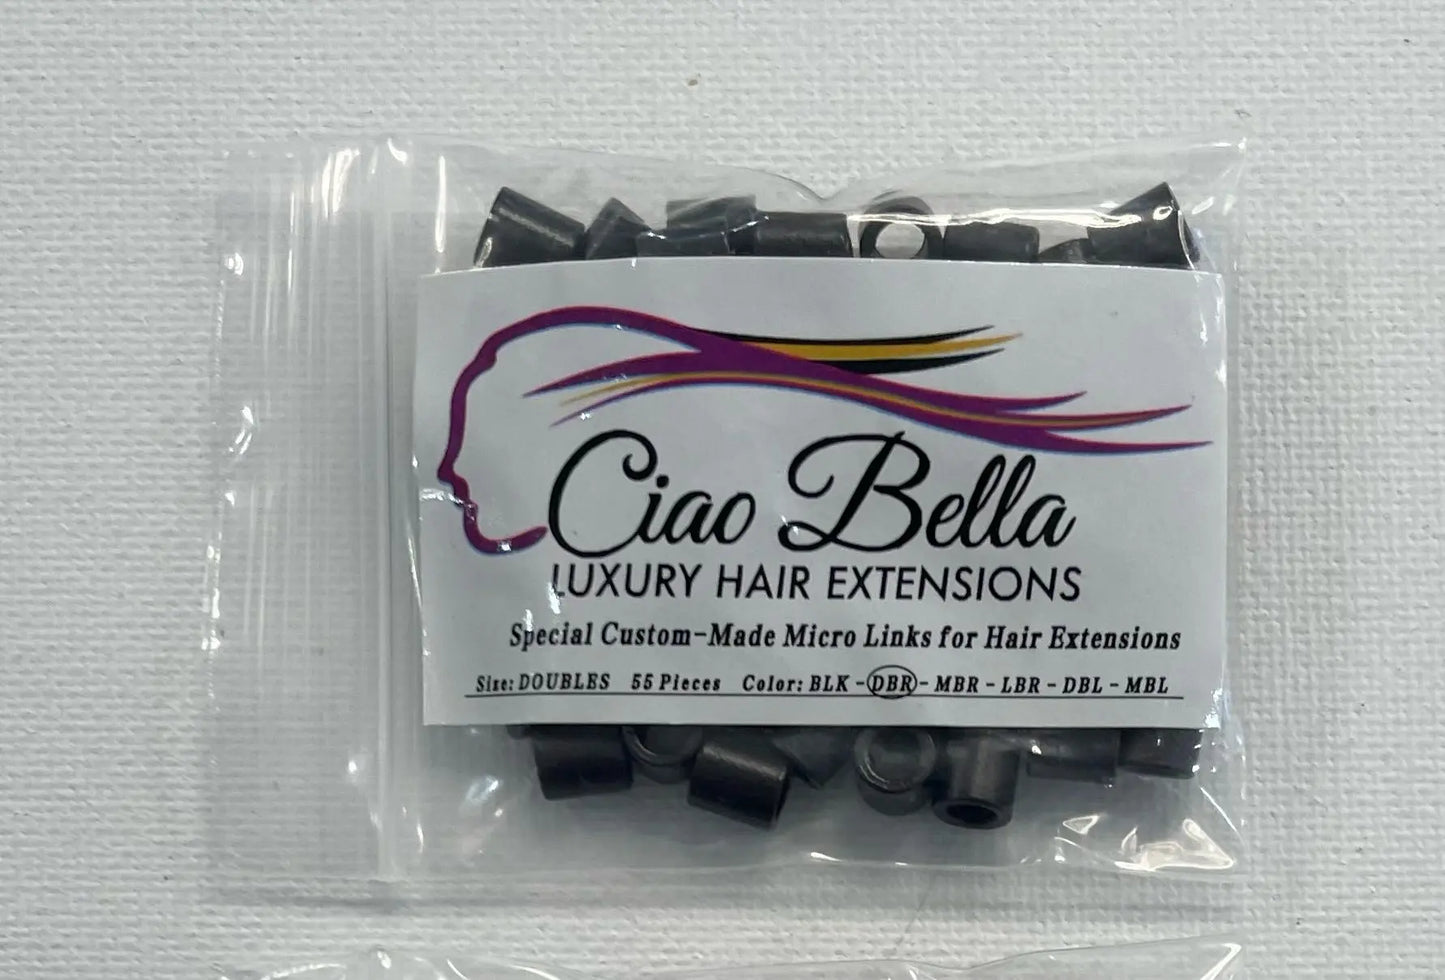 Ciao Bella
LUXURY HAIR EXTENSIONS
Special Custom-Made Micro Links for Hair Extensions
Size: DOUBLES 55 Pieces Color: BLK - DBR - MBR - LBR - DBL - MBL